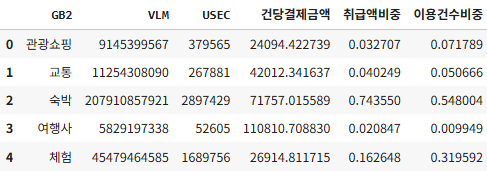 GB2 VLM USEC 건당결제금액 취급액비중 이용건수비중
0 관광쇼핑 9145399567 379565 24094.422739 0.032707 0.071789
1 교통 11254308090 267881 42012.341637 0.040249 0.050666
2 숙박 207910857921 2897429 71757.015589 0.743550 0.548004
3 여행사 5829197338 52605 110810.708830 0.020847 0.009949
4 체험 45479464585 1689756 26914.811715 0.162648 0.319592